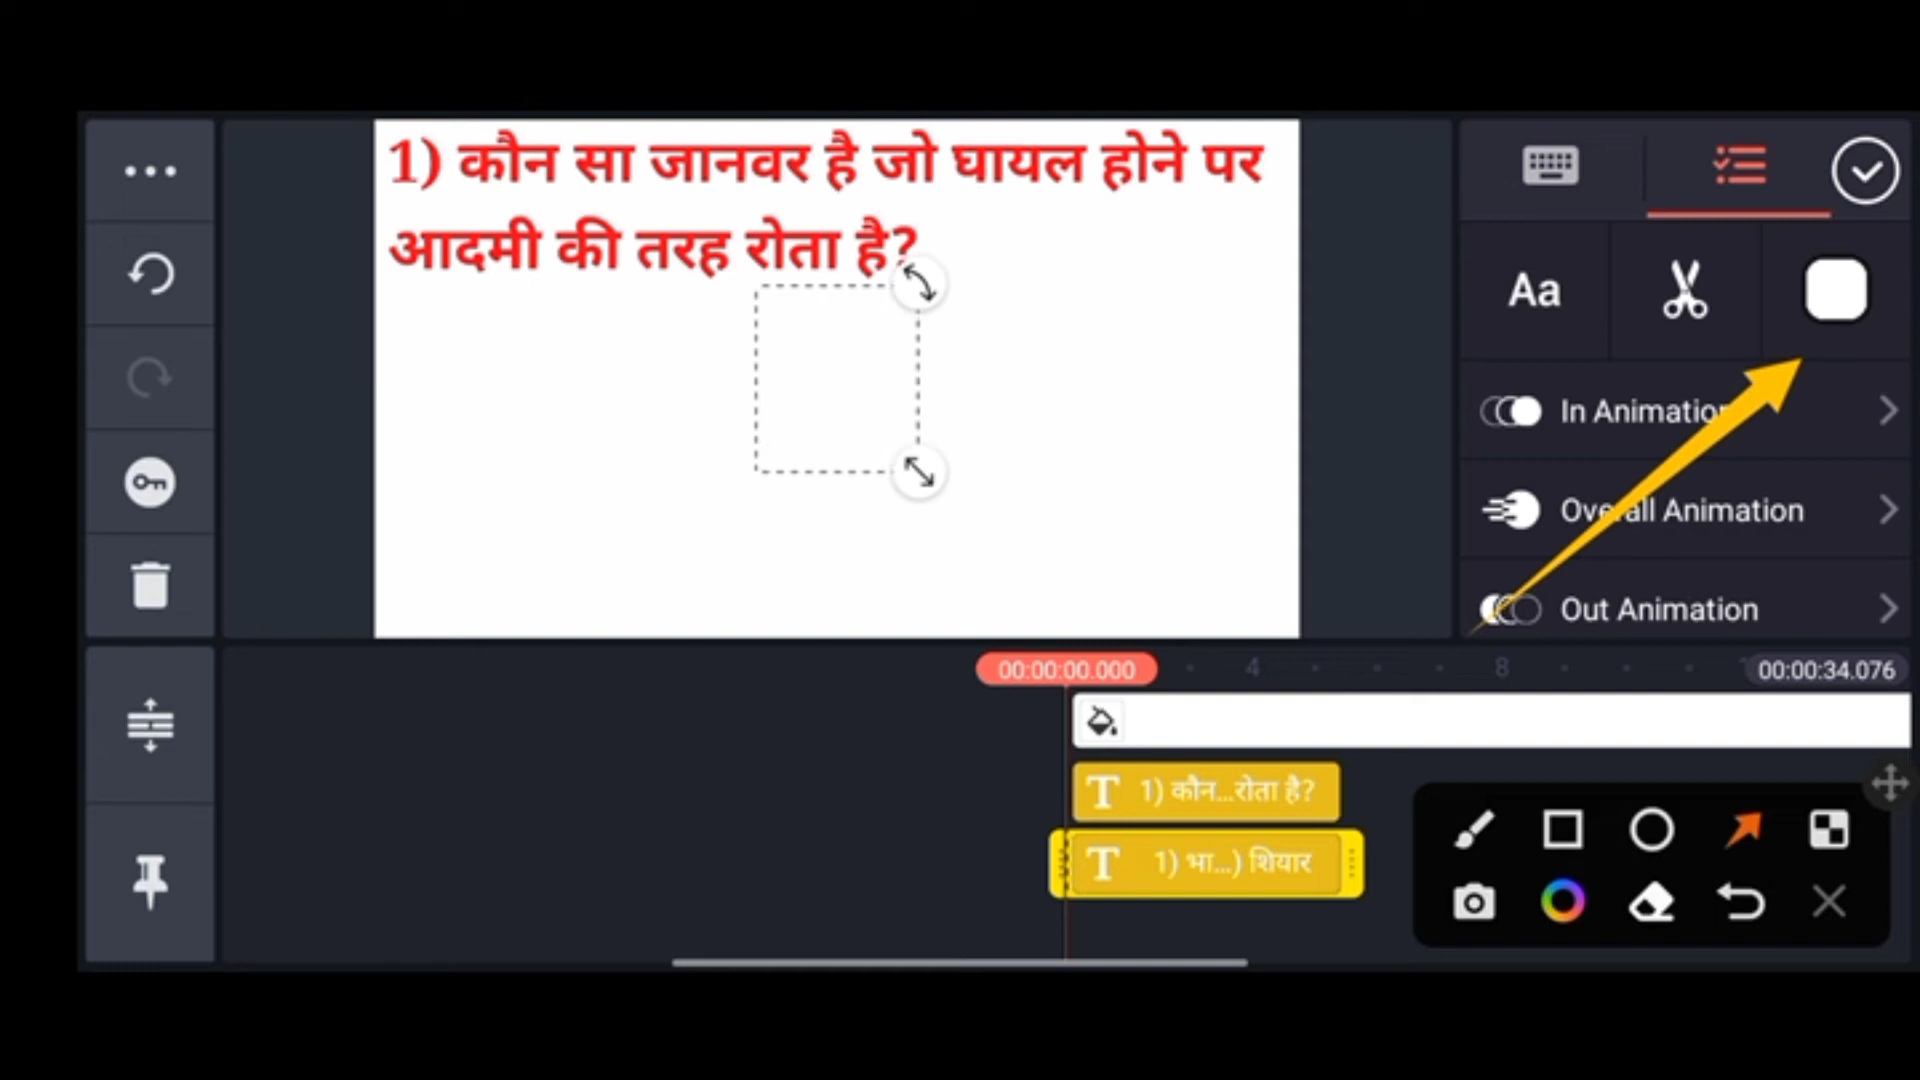 1) कौन सा जानवर है जो घायल होने पर
आदमी की तरह रोता है?
Aa
In Animation
Overall Animation
Out Animation
00:00:00.000
4
8
00:00:34.076
T 1) कौन...रोता है?
T 1) भा...) शियार